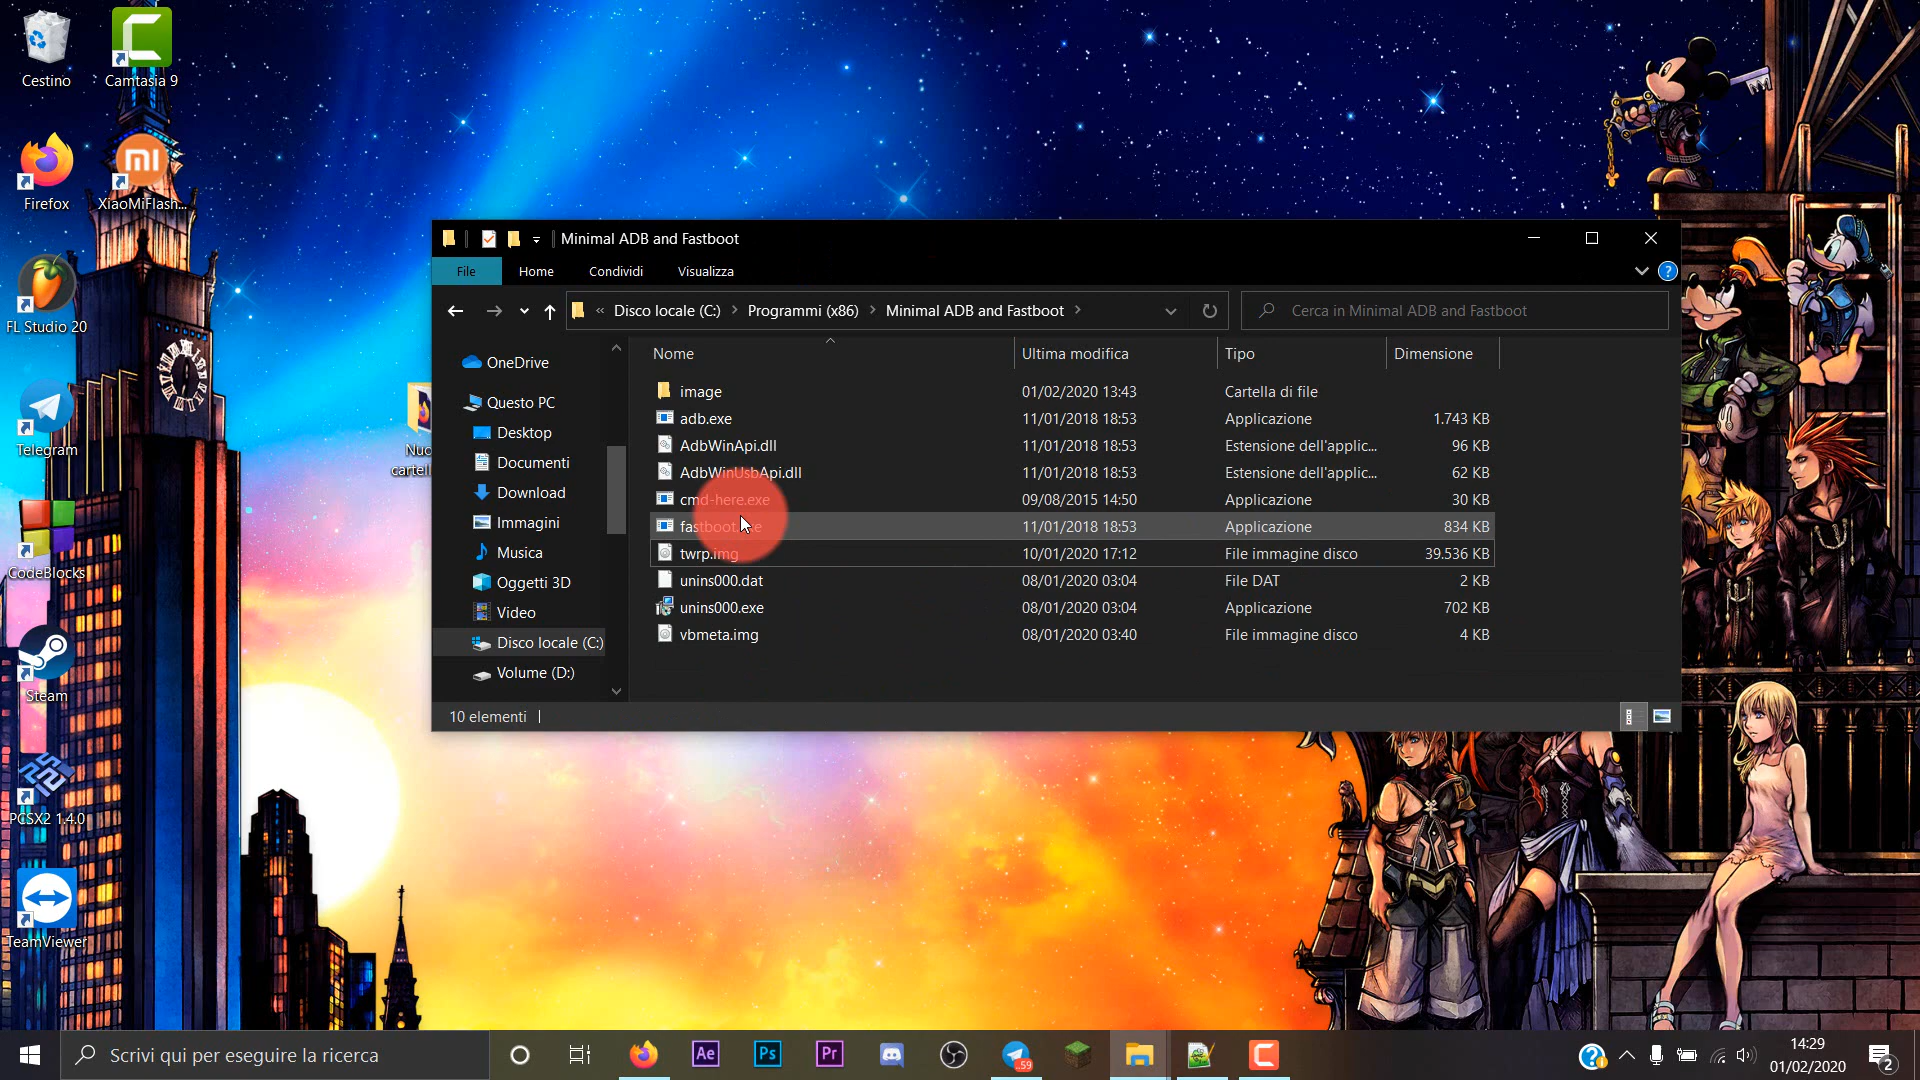 Cestino
Camtasia 9
Firefox
XiaoMiFlash...
FL Studio 20
Telegram
CodeBlocks
Steam
PCSX2 1.4.0
TeamViewer
Nuo
cartell
Minimal ADB and Fastboot
File Home Condividi Visualizza
« Disco locale (C:) > Programmi (x86) > Minimal ADB and Fastboot >
Cerca in Minimal ADB and Fastboot
OneDrive
Questo PC
Desktop
Documenti
Download
Immagini
Musica
Oggetti 3D
Video
Disco locale (C:)
Volume (D:)
Nome Ultima modifica Tipo Dimensione
image 01/02/2020 13:43 Cartella di file
adb.exe 11/01/2018 18:53 Applicazione 1.743 KB
AdbWinApi.dll 11/01/2018 18:53 Estensione dell'applic... 96 KB
AdbWinUsbApi.dll 11/01/2018 18:53 Estensione dell'applic... 62 KB
cmd-here.exe 09/08/2015 14:50 Applicazione 30 KB
fastboot.exe 11/01/2018 18:53 Applicazione 834 KB
twrp.img 10/01/2020 17:12 File immagine disco 39.536 KB
unins000.dat 08/01/2020 03:04 File DAT 2 KB
unins000.exe 08/01/2020 03:04 Applicazione 702 KB
vbmeta.img 08/01/2020 03:40 File immagine disco 4 KB
10 elementi
Scrivi qui per eseguire la ricerca
Ae
Ps
Pr
59
14:29
01/02/2020
2